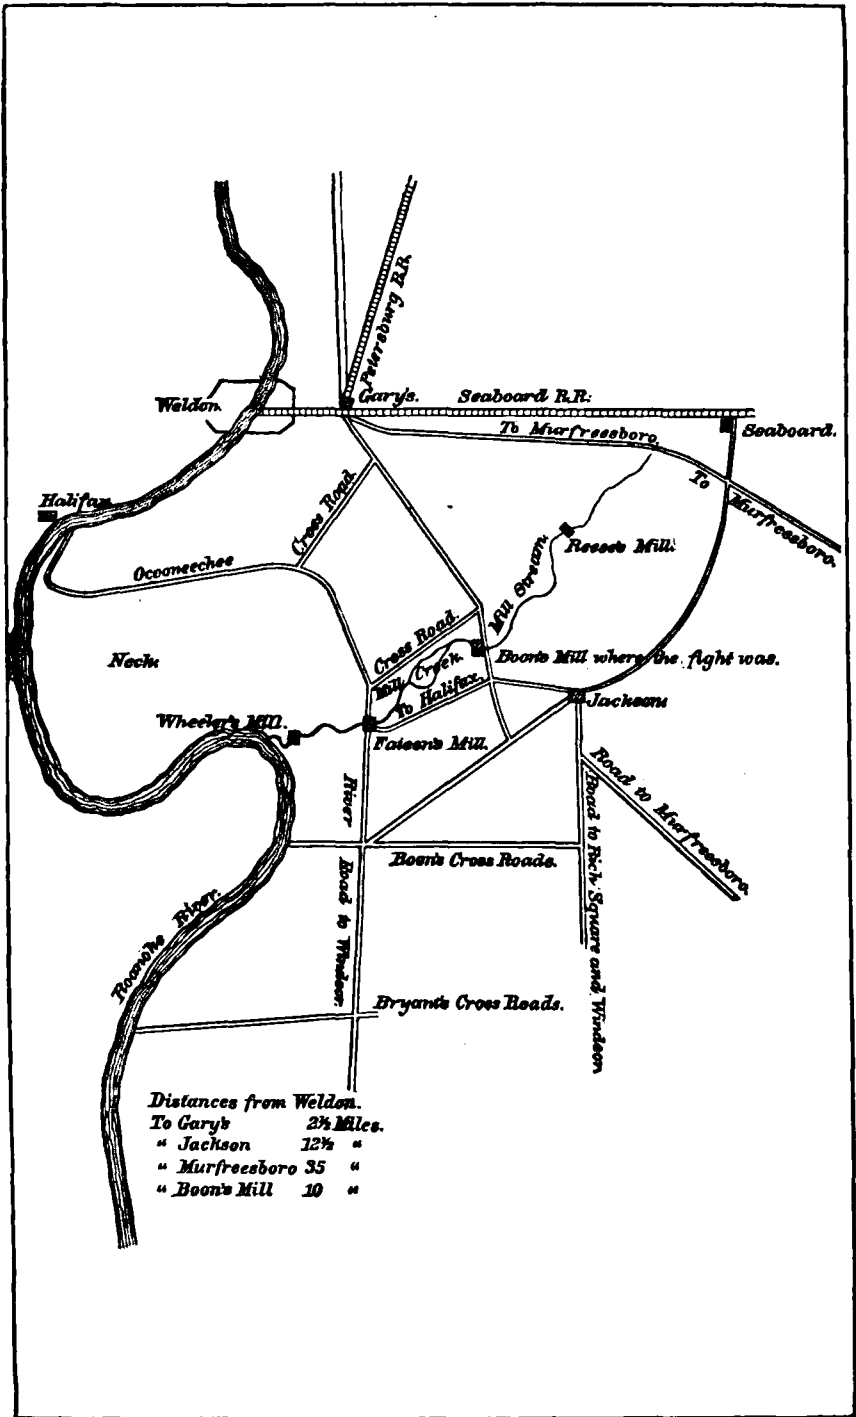 Petersburg R.R.
Gary's.
Seaboard R.R:
Weldon.
Seaboard.
To Murfreesboro.
To Murfreesboro.
Halifax
Cross Road.
Reese's Mill.
Mill Stream.
Ocooneechee
Neck
Cross Road.
Mill Creek.
Boon's Mill where the fight was.
To Halifax.
Jackson
Wheeler's Mill.
Faisen's Mill.
River Road to Windsor.
Road to Murfreesboro.
Road to Rich Square and Windson
Boon's Cross Roads.
Roanoke River.
Bryant's Cross Roads.
Distances from Weldon.
To Gary's 2½ Miles.
" Jackson 12½ "
" Murfreesboro 35 "
" Boon's Mill 10 "